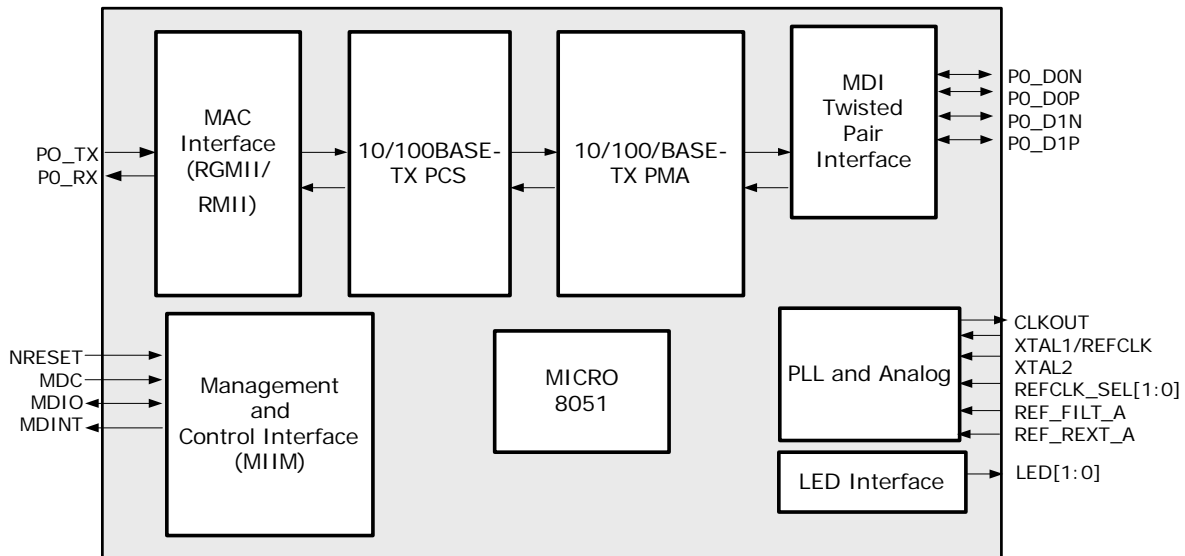 MAC
Interface
(RGMII/
RMII)
10/100BASE-
TX PCS
10/100/BASE-
TX PMA
MDI
Twisted
Pair
Interface
PO_TX
P0_RX
P0_D0N
P0_D0P
P0_D1N
P0_D1P
NRESET
MDC
MDIO
MDINT
Management
and
Control Interface
(MIIM)
MICRO
8051
PLL and Analog
CLKOUT
XTAL1/REFCLK
XTAL2
REFCLK_SEL[1:0]
REF_FILT_A
REF_REXT_A
LED Interface
LED[1:0]